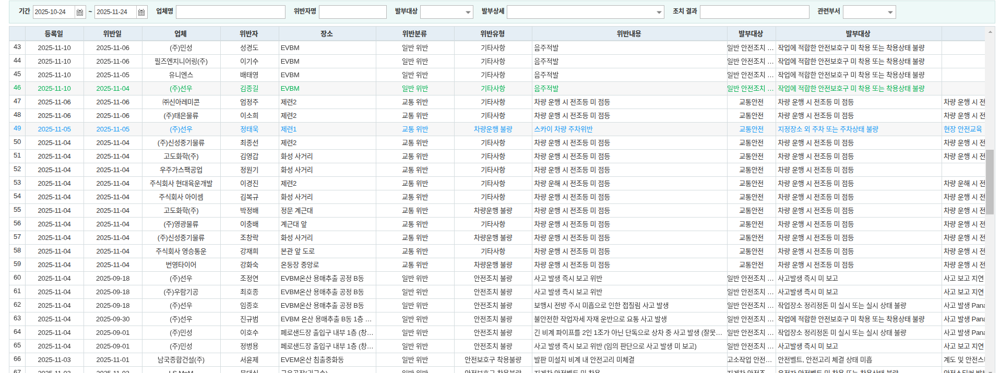 기간 2025-10-24 ~ 2025-11-24 업체명 위반자명 발부대상 발부상세 조치 결과 관련부서
등록일 위반일 업체 위반자 장소 위반분류 위반유형 위반내용 발부대상 발부대상
43 2025-11-10 2025-11-06 (주)민성 성경도 EVBM 일반 위반 기타사항 음주적발 일반 안전조치 ... 작업에 적합한 안전보호구 미 착용 또는 착용상태 불량
44 2025-11-10 2025-11-06 필즈엔지니어링(주) 이기수 EVBM 일반 위반 기타사항 음주적발 일반 안전조치 ... 작업에 적합한 안전보호구 미 착용 또는 착용상태 불량
45 2025-11-10 2025-11-05 유니엔스 배태영 EVBM 일반 위반 기타사항 음주적발 일반 안전조치 ... 작업에 적합한 안전보호구 미 착용 또는 착용상태 불량
46 2025-11-10 2025-11-04 (주)선우 김종길 EVBM 일반 위반 기타사항 음주적발 일반 안전조치 ... 작업에 적합한 안전보호구 미 착용 또는 착용상태 불량
47 2025-11-06 2025-11-06 ㈜신아레미콘 엄정주 제련2 교통 위반 기타사항 차량 운행 시 전조등 미 점등 교통안전 차량 운행 시 전조등 미 점등 차량 운행 시 전
48 2025-11-06 2025-11-06 (주)태은물류 이소희 제련2 교통 위반 기타사항 차량 운행 시 전조등 미 점등 교통안전 차량 운행 시 전조등 미 점등 차량 운행 시 전
49 2025-11-05 2025-11-05 (주)선우 정태욱 제련1 교통 위반 차량운행 불량 스카이 차량 주차위반 교통안전 지정장소 외 주차 또는 주차상태 불량 현장 안전교육
50 2025-11-04 2025-11-04 (주)신성중기물류 최종선 제련2 교통 위반 기타사항 차량 운행 시 전조등 미 점등 교통안전 차량 운행 시 전조등 미 점등 차량 운행 시 전
51 2025-11-04 2025-11-04 고도화학(주) 김영갑 화성 사거리 교통 위반 기타사항 차량 운행 시 전조등 미 점등 교통안전 차량 운행 시 전조등 미 점등 차량 운행 시 전
52 2025-11-04 2025-11-04 우주가스팩공업 정원기 화성 사거리 교통 위반 기타사항 차량 운행 시 전조등 미 점등 교통안전 차량 운행 시 전조등 미 점등
53 2025-11-04 2025-11-04 주식회사 현대육운개발 이경진 제련2 교통 위반 기타사항 차량 운해 시 전조등 미 점등 교통안전 차량 운행 시 전조등 미 점등 차량 운해 시 전
54 2025-11-04 2025-11-04 주식회사 아이셈 김복규 화성 사거리 교통 위반 기타사항 차량 운행 시 전조등 미 점등 교통안전 차량 운행 시 전조등 미 점등 차량 운행 시 전
55 2025-11-04 2025-11-04 고도화학(주) 박정배 정문 계근대 교통 위반 차량운행 불량 차량 운행 시 전조등 미 점등 교통안전 차량 운행 시 전조등 미 점등 차량 운행 시 전
56 2025-11-04 2025-11-04 (주)영광물류 이충배 계근대 앞 교통 위반 기타사항 차량 운행 시 전조등 미 점등 교통안전 차량 운행 시 전조등 미 점등 차량 운행 시 전
57 2025-11-04 2025-11-04 (주)신성중기물류 조창락 화성 사거리 교통 위반 차량운행 불량 차량 운행 시 전조등 미 점등 교통안전 차량 운행 시 전조등 미 점등 차량 운행 시 전
58 2025-11-04 2025-11-04 주식회사 영승통운 강재희 본관 앞 도로 교통 위반 기타사항 차량 운행 시 전조등 미 점등 교통안전 차량 운행 시 전조등 미 점등 차량 운행 시 전
59 2025-11-04 2025-11-04 번영타이어 강화숙 온둥장 중앙로 교통 위반 차량운행 불량 차량 운행 시 전조등 미 점등 교통안전 차량 운행 시 전조등 미 점등 차량 운행 시 전
60 2025-11-04 2025-09-18 (주)선우 조정연 EVBM온산 용매추출 공정 B동 일반 위반 안전조치 불량 사고 발생 즉시 보고 위반 일반 안전조치 ... 사고발생 즉시 미 보고 사고 보고 지연
61 2025-11-04 2025-09-18 (주)우람기공 최호종 EVBM온산 용매추출 공정 B동 일반 위반 안전조치 불량 사고 발생 즉시 보고 위반 일반 안전조치 ... 사고발생 즉시 미 보고 사고 보고 지연
62 2025-11-04 2025-09-18 (주)선우 임종호 EVBM온산 용매추출 공정 B동 일반 위반 안전조치 불량 보행시 전방 주시 미흡으로 인한 접질림 사고 발생 일반 안전조치 ... 작업장소 정리정돈 미 실시 또는 실시 상태 불량 사고 발생 Pana
63 2025-11-04 2025-09-30 (주)선우 진규범 EVBM 온산 용매추출 B동 1층 ... 일반 위반 안전조치 불량 불안전한 작업자세 자재 운반으로 요통 사고 발생 일반 안전조치 ... 작업에 적합한 안전보호구 미 착용 또는 착용상태 불량 사고 발생 Pana
64 2025-11-04 2025-09-01 (주)민성 이호수 페로샌드장 출입구 내부 1층 (창... 일반 위반 안전조치 불량 긴 비계 파이프를 2인 1조가 아닌 단독으로 상차 중 사고 발생 (잘못... 일반 안전조치 ... 작업장소 정리정돈 미 실시 또는 실시 상태 불량 사고 발생 Pana
65 2025-11-04 2025-09-01 (주)민성 정병용 페로샌드장 출입구 내부 1층 (창... 일반 위반 안전조치 불량 사고 발생 즉시 보고 위반 (임의 판단으로 사고 발생 미 보고) 일반 안전조치 ... 사고발생 즉시 미 보고 사고 보고 지연
66 2025-11-03 2025-11-01 남국종합건설(주) 서윤제 EVEM온산 침출중화동 일반 위반 안전보호구 착용불량 발판 미설치 비계 내 안전고리 미체결 고소작업 안전... 안전벨트, 안전고리 체결 상태 미흡 계도 및 안전스
67 2025-11-03 2025-11-03